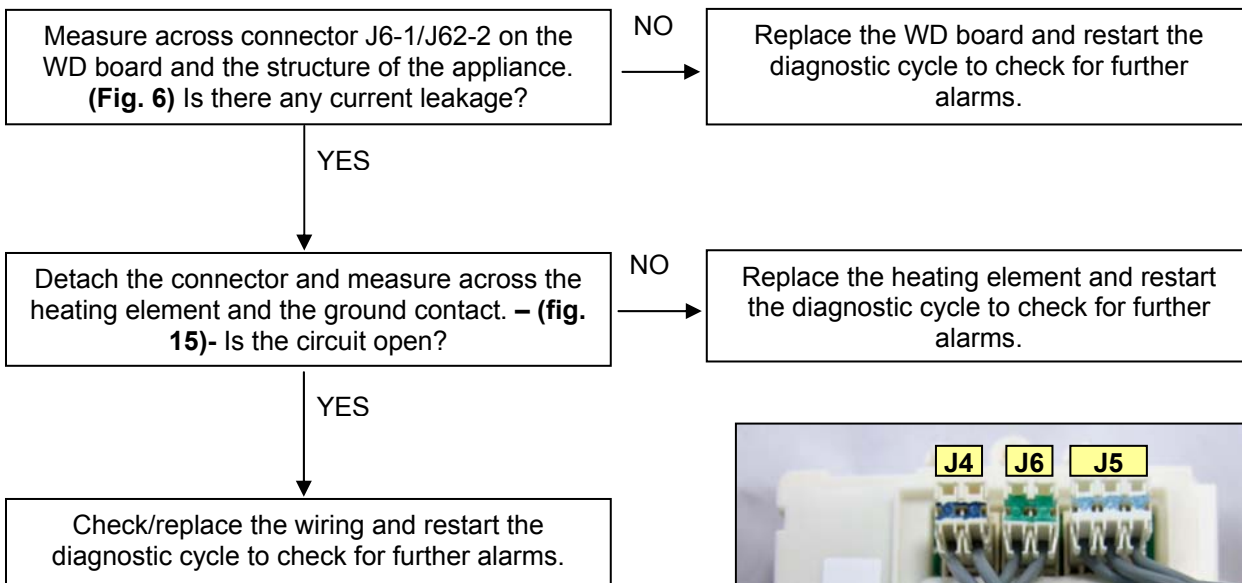 Measure across connector J6-1/J62-2 on the
WD board and the structure of the appliance.
(Fig. 6) Is there any current leakage?
NO
Replace the WD board and restart the
diagnostic cycle to check for further
alarms.
YES
Detach the connector and measure across the
heating element and the ground contact. – (fig.
15)- Is the circuit open?
NO
Replace the heating element and restart
the diagnostic cycle to check for further
alarms.
YES
Check/replace the wiring and restart the
diagnostic cycle to check for further alarms.
J4 J6 J5